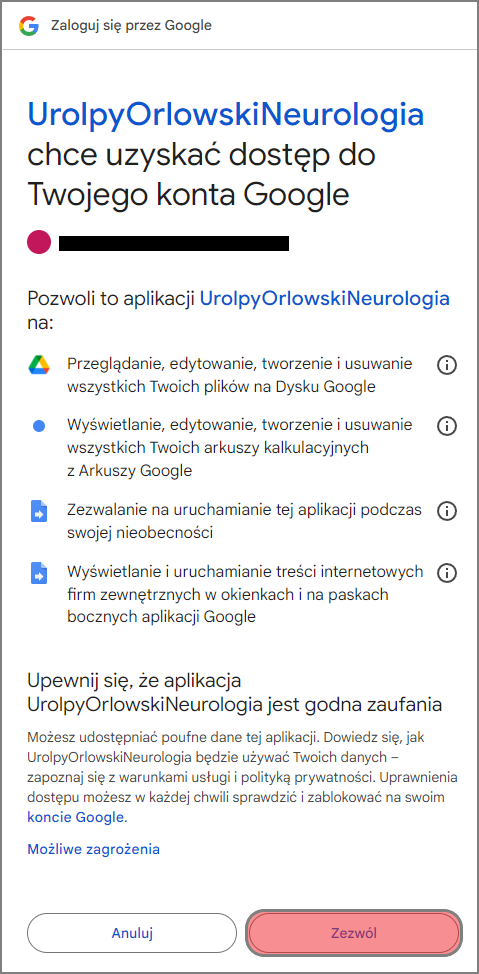 Zaloguj się przez Google
UrolpyOrlowskiNeurologia
chce uzyskać dostęp do
Twojego konta Google
Pozwoli to aplikacji UrolpyOrlowskiNeurologia
na:
Przeglądanie, edytowanie, tworzenie i usuwanie
wszystkich Twoich plików na Dysku Google
Wyświetlanie, edytowanie, tworzenie i usuwanie
wszystkich Twoich arkuszy kalkulacyjnych
z Arkuszy Google
Zezwalanie na uruchamianie tej aplikacji podczas
swojej nieobecności
Wyświetlanie i uruchamianie treści internetowych
firm zewnętrznych w okienkach i na paskach
bocznych aplikacji Google
Upewnij się, że aplikacja
UrolpyOrlowskiNeurologia jest godna zaufania
Możesz udostępniać poufne dane tej aplikacji. Dowiedz się, jak
UrolpyOrlowskiNeurologia będzie używać Twoich danych –
zapoznaj się z warunkami usługi i polityką prywatności. Uprawnienia
dostępu możesz w każdej chwili sprawdzić i zablokować na swoim
koncie Google.
Możliwe zagrożenia
Anuluj
Zezwól